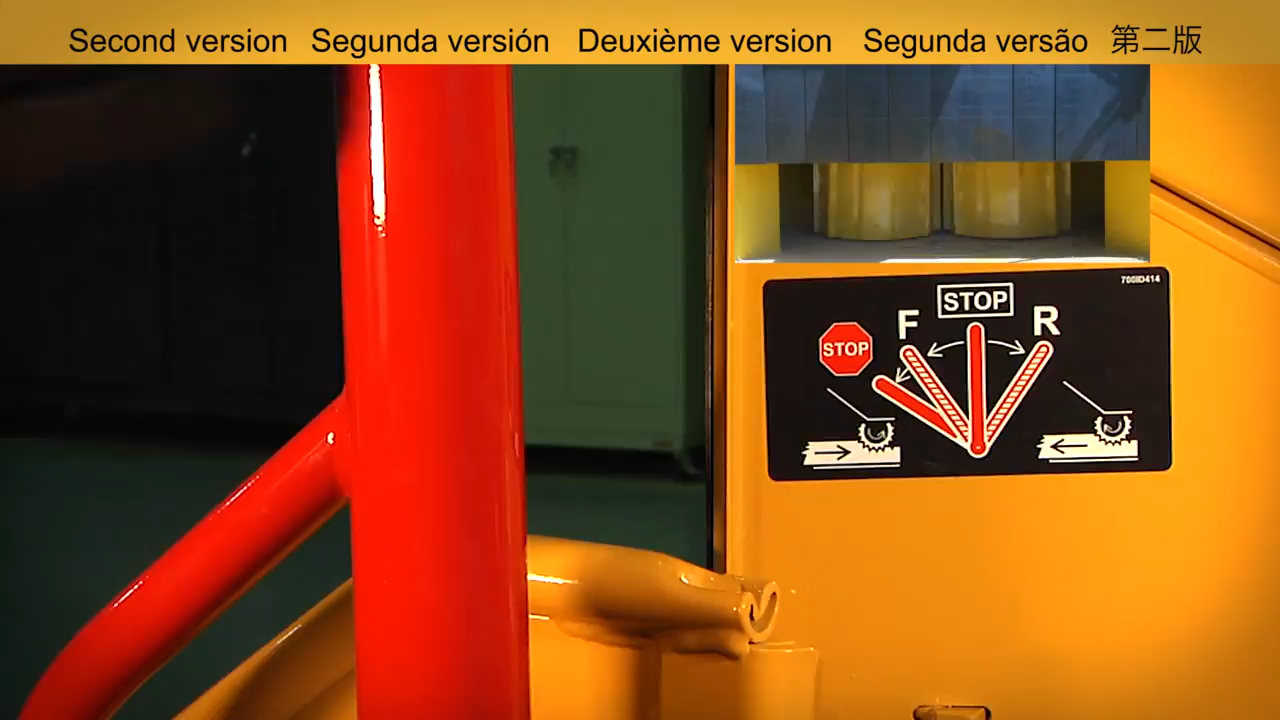 Second version Segunda versión Deuxième version Segunda versão 第二版
700ID414
STOP
F
R
STOP